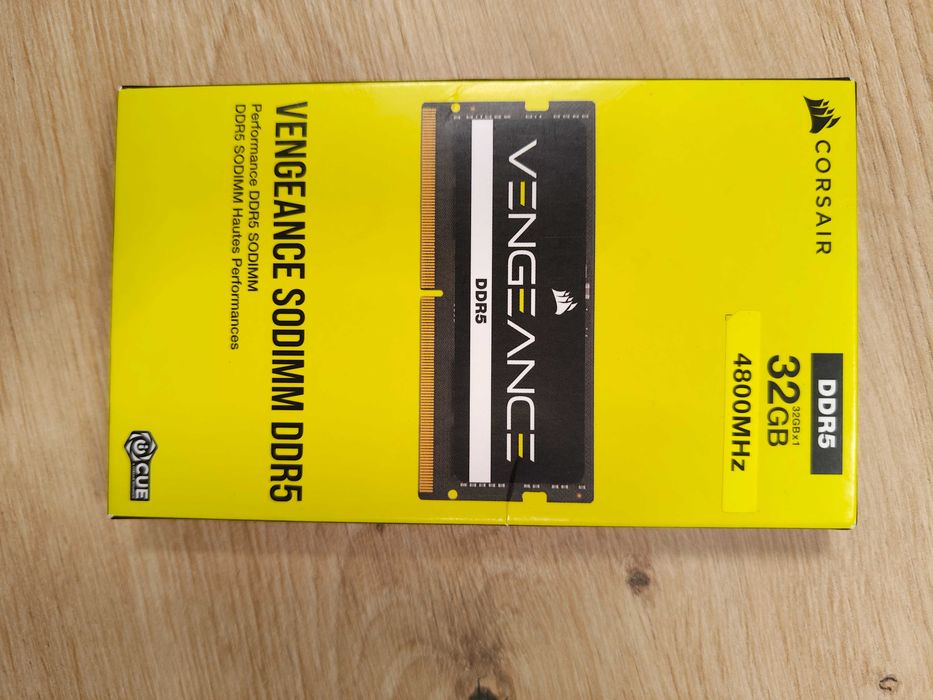 CORSAIR
DDR5
32GBx1
32GB
4800MHz
VENGEANCE
DDR5
VENGEANCE SODIMM DDR5
Performance DDR5 SODIMM
DDR5 SODIMM Hautes Performances
iCUE